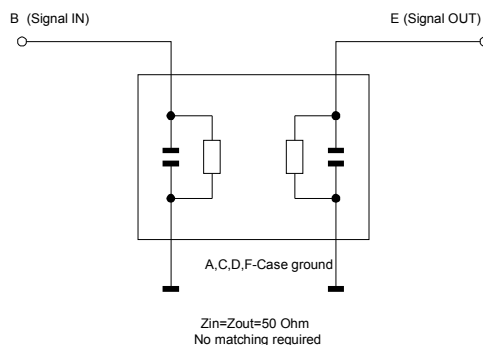 B (Signal IN)
E (Signal OUT)
A,C,D,F-Case ground
Zin=Zout=50 Ohm
No matching required